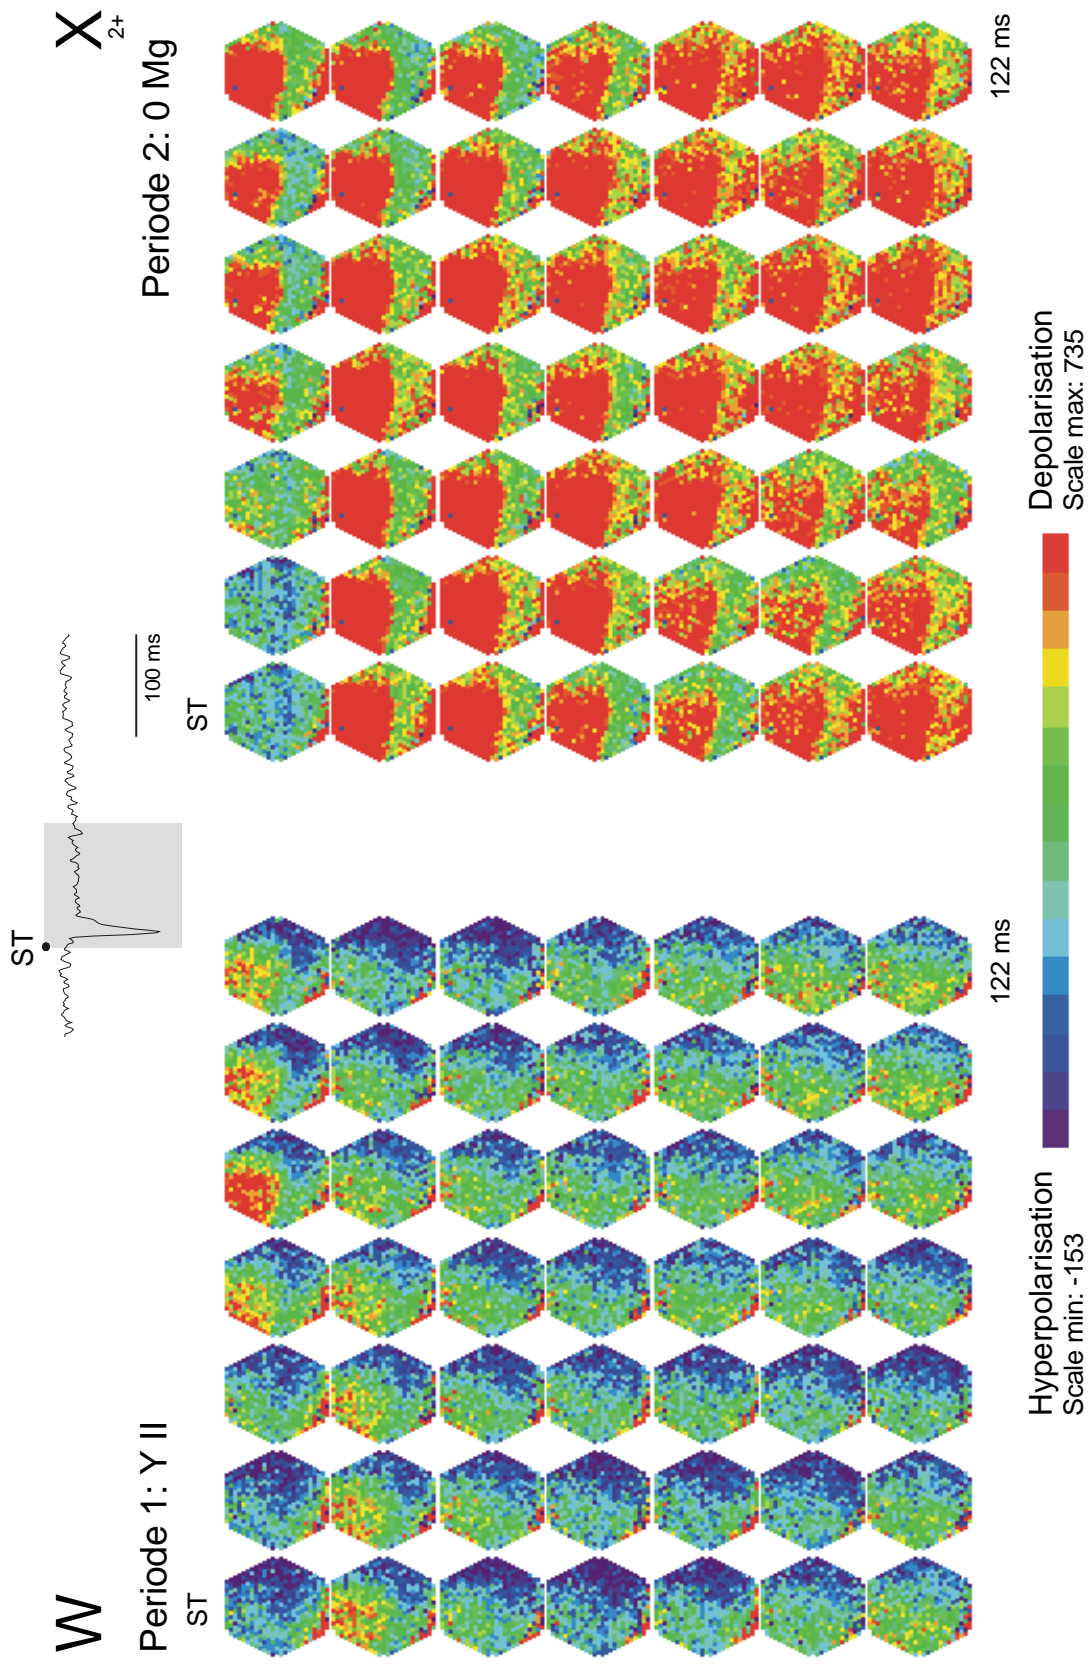 W
X
ST
Periode 1: Y II
Periode 2: 0 Mg
2+
100 ms
ST
ST
122 ms
122 ms
Hyperpolarisation
Scale min: -153
Depolarisation
Scale max: 735